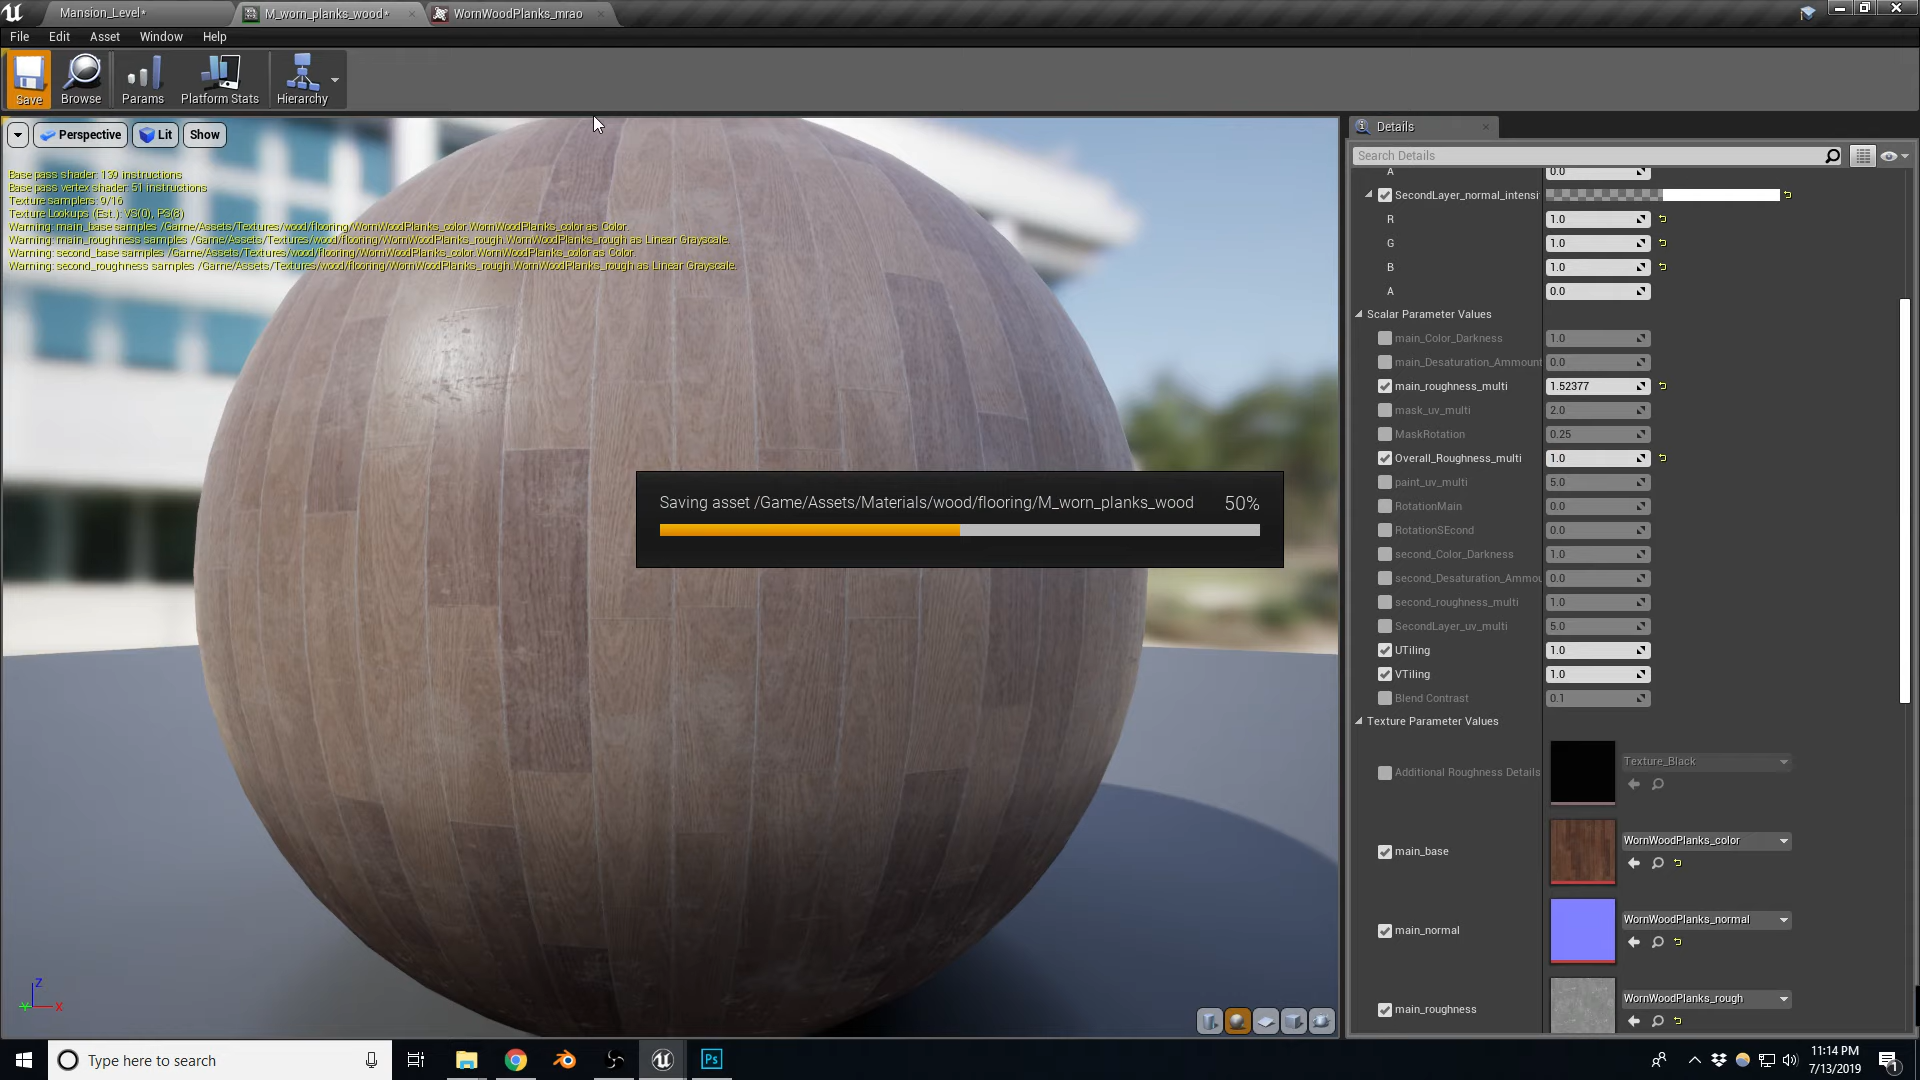 Mansion_Level*
M_worn_planks_wood*
WornWoodPlanks_mrao
File
Edit
Asset
Window
Help
Save
Browse
Params
Platform Stats
Hierarchy
Perspective
Lit
Show
Base pass shader: 139 instructions
Base pass vertex shader: 51 instructions
Texture samplers: 9/16
Texture Lookups (Est.): VS(0), PS(8)
Warning: main_base samples /Game/Assets/Textures/wood/flooring/WornWoodPlanks_color.WornWoodPlanks_color as Color.
Warning: main_roughness samples /Game/Assets/Textures/wood/flooring/WornWoodPlanks_rough.WornWoodPlanks_rough as Linear Grayscale.
Warning: second_base samples /Game/Assets/Textures/wood/flooring/WornWoodPlanks_color.WornWoodPlanks_color as Color.
Warning: second_roughness samples /Game/Assets/Textures/wood/flooring/WornWoodPlanks_rough.WornWoodPlanks_rough as Linear Grayscale.
Saving asset /Game/Assets/Materials/wood/flooring/M_worn_planks_wood 50%
Z
Y
X
Details
Search Details
A 0.0
SecondLayer_normal_intensi
R 1.0
G 1.0
B 1.0
A 0.0
Scalar Parameter Values
main_Color_Darkness 1.0
main_Desaturation_Ammount 0.0
main_roughness_multi 1.52377
mask_uv_multi 2.0
MaskRotation 0.25
Overall_Roughness_multi 1.0
paint_uv_multi 5.0
RotationMain 0.0
RotationSEcond 0.0
second_Color_Darkness 1.0
second_Desaturation_Ammou 0.0
second_roughness_multi 1.0
SecondLayer_uv_multi 5.0
UTiling 1.0
VTiling 1.0
Blend Contrast 0.1
Texture Parameter Values
Additional Roughness Details
Texture_Black
main_base
WornWoodPlanks_color
main_normal
WornWoodPlanks_normal
main_roughness
WornWoodPlanks_rough
Type here to search
Ps
11:14 PM
7/13/2019
1